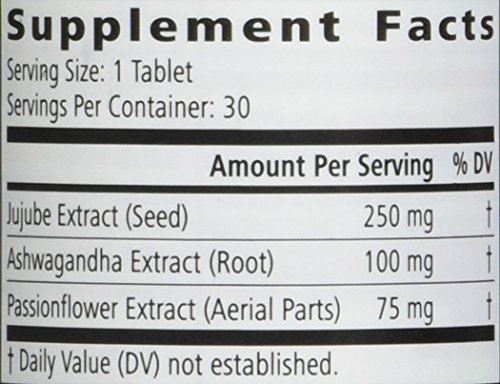 Supplement Facts
Serving Size: 1 Tablet
Servings Per Container: 30
Amount Per Serving % DV
Jujube Extract (Seed) 250 mg †
Ashwagandha Extract (Root) 100 mg †
Passionflower Extract (Aerial Parts) 75 mg †
† Daily Value (DV) not established.